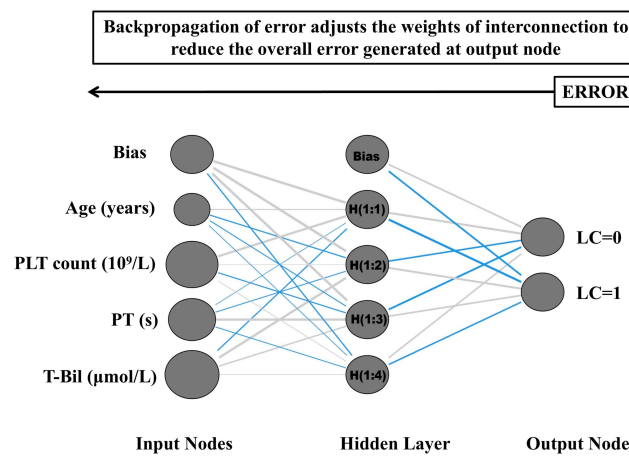 Backpropagation of error adjusts the weights of interconnection to
reduce the overall error generated at output node
ERROR
Bias
Bias
Age (years)
H(1:1)
LC=0
PLT count (10⁹/L)
H(1:2)
LC=1
PT (s)
H(1:3)
T-Bil (μmol/L)
H(1:4)
Input Nodes
Hidden Layer
Output Node